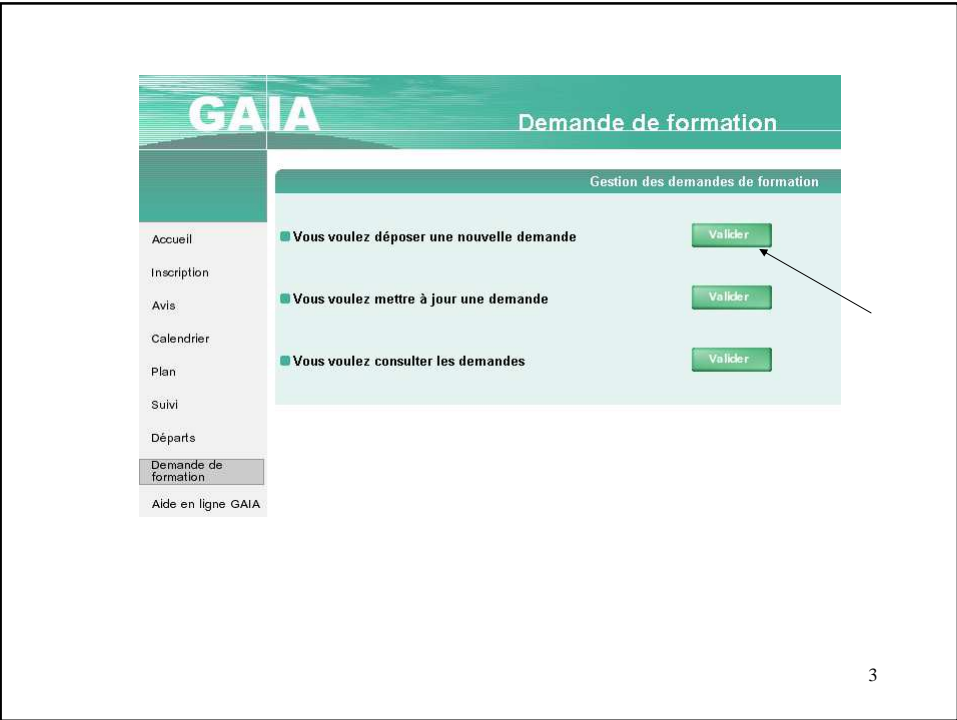 GAIA
Demande de formation
Gestion des demandes de formation
Accueil
Inscription
Avis
Calendrier
Plan
Suivi
Départs
Demande de
formation
Aide en ligne GAIA
Vous voulez déposer une nouvelle demande
Valider
Vous voulez mettre à jour une demande
Valider
Vous voulez consulter les demandes
Valider
3